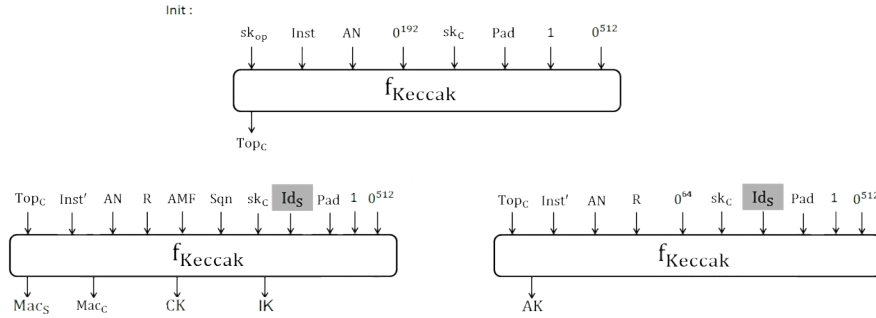 Init :
sk_op Inst AN 0^192 sk_C Pad 1 0^512
f_Keccak
Top_C
Top_C Inst′ AN R AMF Sqn sk_C Id_S Pad 1 0^512
f_Keccak
Mac_S Mac_C CK IK
Top_C Inst′ AN R 0^64 sk_C Id_S Pad 1 0^512
f_Keccak
AK